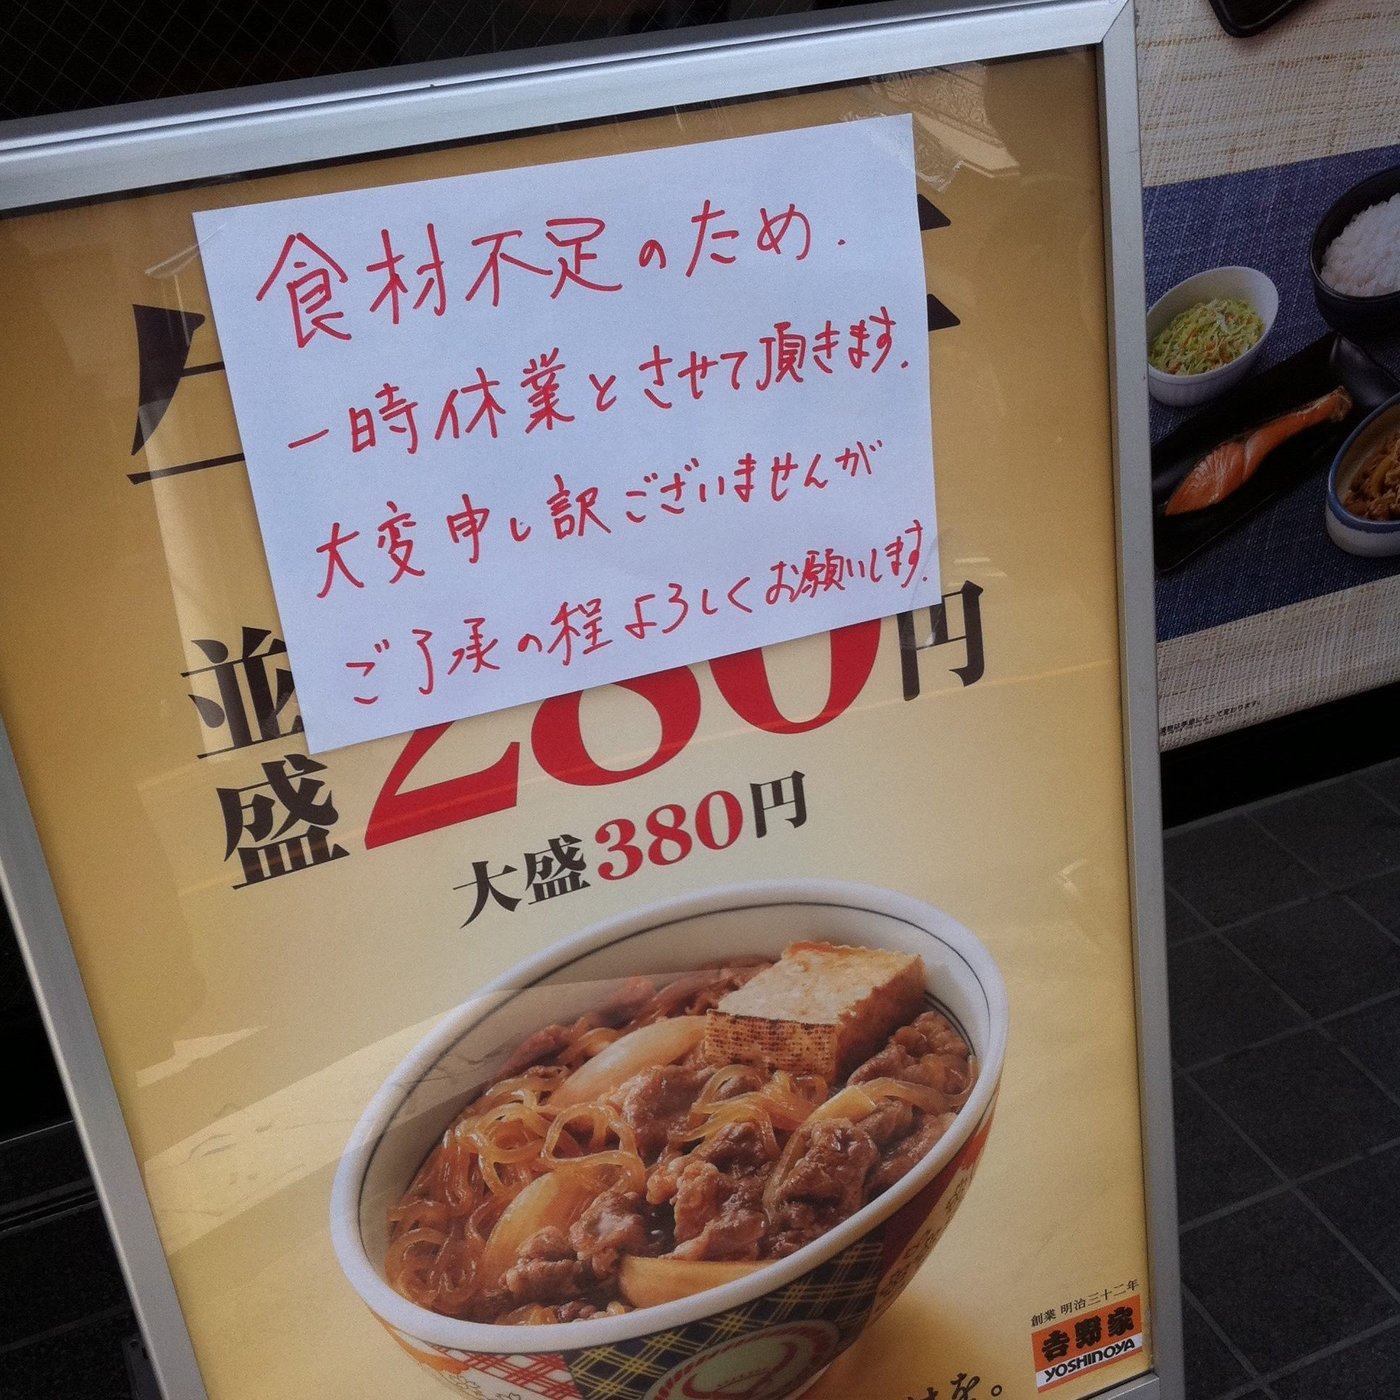 食材不足のため.
一時休業とさせて頂きます.
大変申し訳ございませんが
ご了承の程よろしくお願いします.
並盛280円
大盛380円
創業 明治三十二年
吉野家
YOSHINOYA